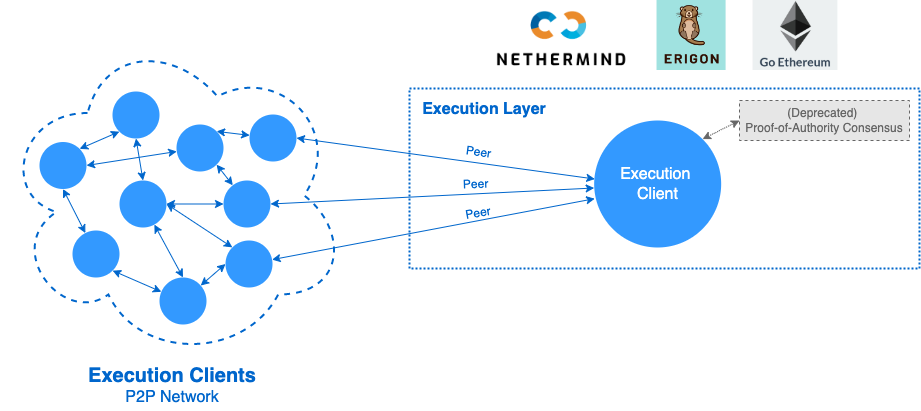 NETHERMIND
ERIGON
Go Ethereum
Execution Layer
(Deprecated)
Proof-of-Authority Consensus
Peer
Peer
Peer
Execution
Client
Execution Clients
P2P Network